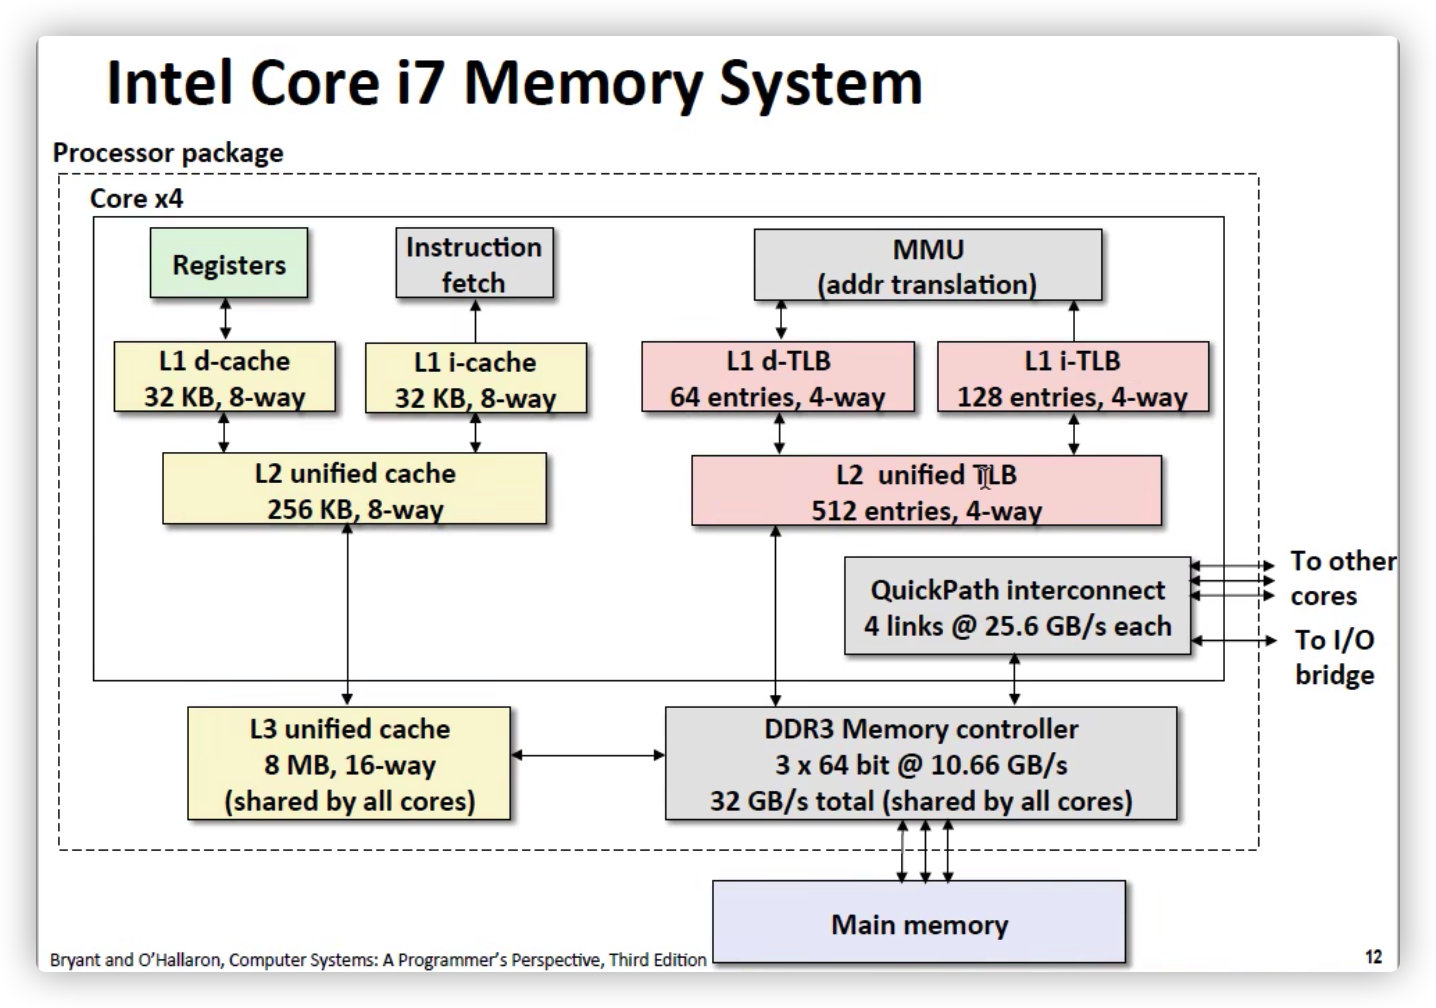 Intel Core i7 Memory System
Processor package
Core x4
Registers
Instruction
fetch
MMU
(addr translation)
L1 d-cache
32 KB, 8-way
L1 i-cache
32 KB, 8-way
L1 d-TLB
64 entries, 4-way
L1 i-TLB
128 entries, 4-way
L2 unified cache
256 KB, 8-way
L2 unified TLB
512 entries, 4-way
QuickPath interconnect
4 links @ 25.6 GB/s each
To other
cores
To I/O
bridge
L3 unified cache
8 MB, 16-way
(shared by all cores)
DDR3 Memory controller
3 x 64 bit @ 10.66 GB/s
32 GB/s total (shared by all cores)
Main memory
Bryant and O'Hallaron, Computer Systems: A Programmer's Perspective, Third Edition
12